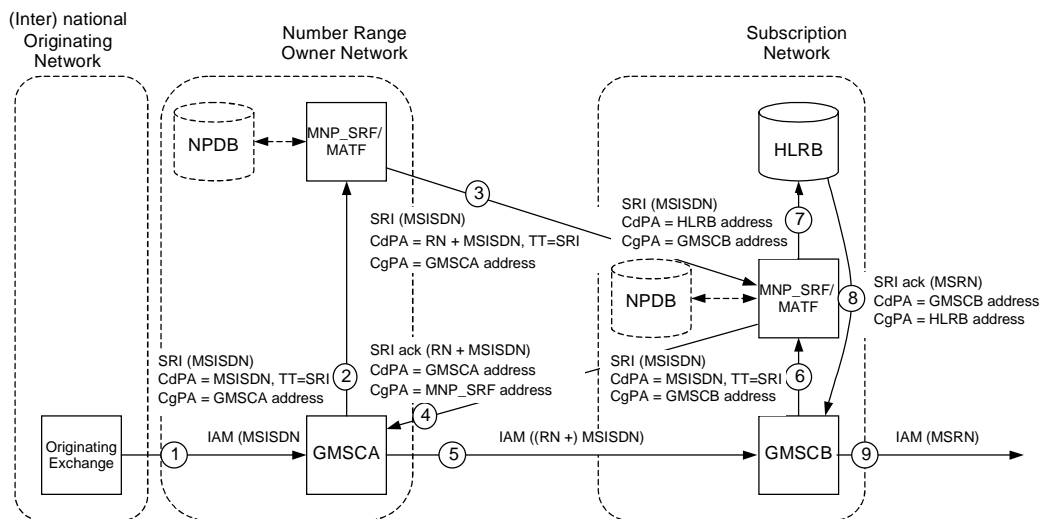 (Inter) national
Originating
Network
Number Range
Owner Network
Subscription
Network
NPDB
MNP_SRF/
MATF
HLRB
3
SRI (MSISDN)
CdPA = RN + MSISDN, TT=SRI
CgPA = GMSCA address
SRI (MSISDN)
CdPA = HLRB address
CgPA = GMSCB address
7
NPDB
MNP_SRF/
MATF
8
SRI ack (MSRN)
CdPA = GMSCB address
CgPA = HLRB address
SRI (MSISDN)
CdPA = MSISDN, TT=SRI
CgPA = GMSCA address
2
SRI ack (RN + MSISDN)
CdPA = GMSCA address
CgPA = MNP_SRF address
4
SRI (MSISDN)
CdPA = MSISDN, TT=SRI
CgPA = GMSCB address
6
Originating
Exchange
1
IAM (MSISDN
GMSCA
5
IAM ((RN +) MSISDN)
GMSCB
9
IAM (MSRN)